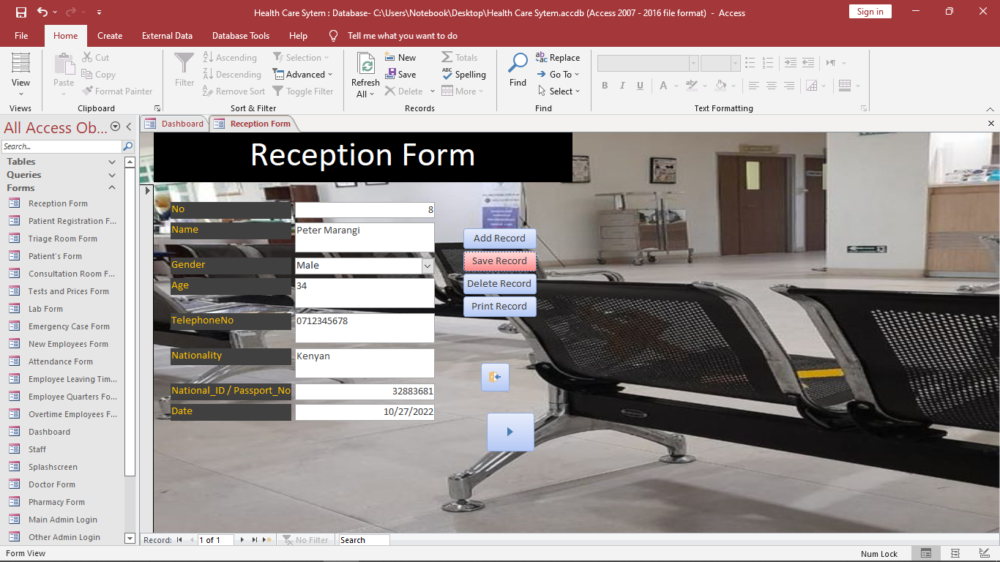 Health Care Sytem : Database- C:\Users\Notebook\Desktop\Health Care Sytem.accdb (Access 2007 - 2016 file format) - Access
Sign in
File Home Create External Data Database Tools Help Tell me what you want to do
View
Views
Paste
Cut
Copy
Format Painter
Clipboard
Filter
Ascending
Descending
Remove Sort
Selection
Advanced
Toggle Filter
Sort & Filter
Refresh
All
New
Save
Delete
Totals
Spelling
More
Records
Find
Replace
Go To
Select
Find
B I U A
Text Formatting
All Access Ob...
Search...
Tables
Queries
Forms
Reception Form
Patient Registration F...
Triage Room Form
Patient's Form
Consultation Room F...
Tests and Prices Form
Lab Form
Emergency Case Form
New Employees Form
Attendance Form
Employee Leaving Tim...
Employee Quarters Fo...
Overtime Employees F...
Dashboard
Staff
Splashscreen
Doctor Form
Pharmacy Form
Main Admin Login
Other Admin Login
Dashboard
Reception Form
Reception Form
No 8
Name Peter Marangi
Gender Male
Age 34
TelephoneNo 0712345678
Nationality Kenyan
National_ID / Passport_No 32883681
Date 10/27/2022
Add Record
Save Record
Delete Record
Print Record
Record: 1 of 1 No Filter Search
Form View
Num Lock